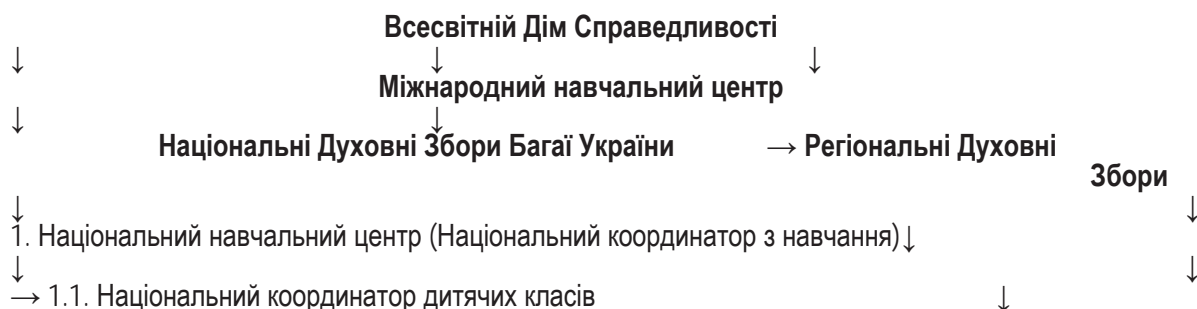 Всесвітній Дім Справедливості
↓ ↓ ↓
Міжнародний навчальний центр
↓ ↓
Національні Духовні Збори Багаї України → Регіональні Духовні
Збори
↓ ↓
1. Національний навчальний центр (Національний координатор з навчання)↓
↓ ↓
→ 1.1. Національний координатор дитячих класів ↓